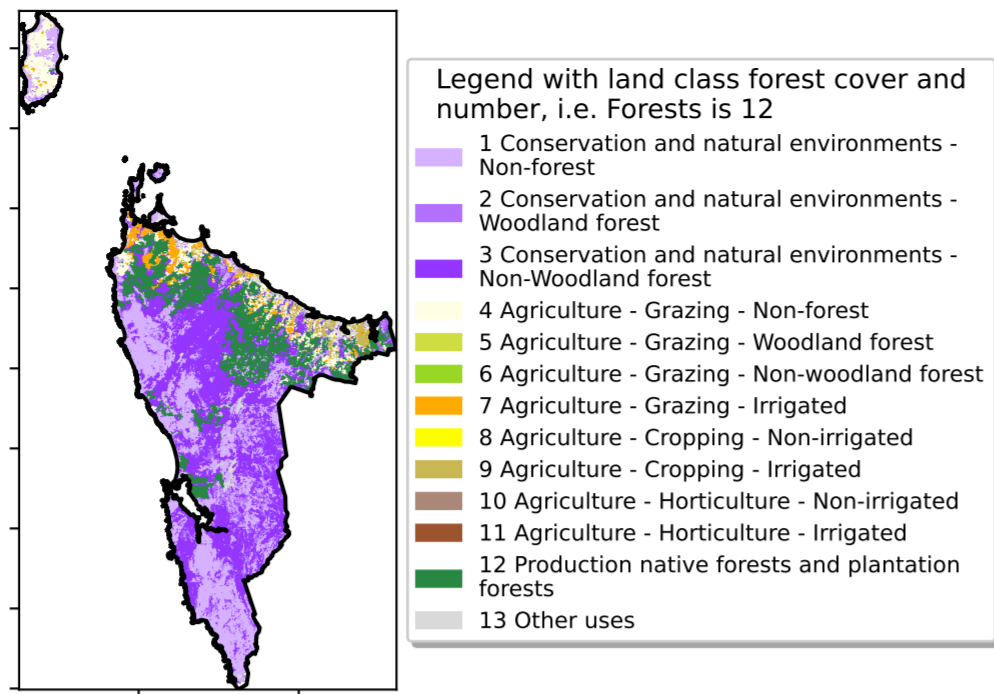 Legend with land class forest cover and
number, i.e. Forests is 12
1 Conservation and natural environments -
Non-forest
2 Conservation and natural environments -
Woodland forest
3 Conservation and natural environments -
Non-Woodland forest
4 Agriculture - Grazing - Non-forest
5 Agriculture - Grazing - Woodland forest
6 Agriculture - Grazing - Non-woodland forest
7 Agriculture - Grazing - Irrigated
8 Agriculture - Cropping - Non-irrigated
9 Agriculture - Cropping - Irrigated
10 Agriculture - Horticulture - Non-irrigated
11 Agriculture - Horticulture - Irrigated
12 Production native forests and plantation
forests
13 Other uses